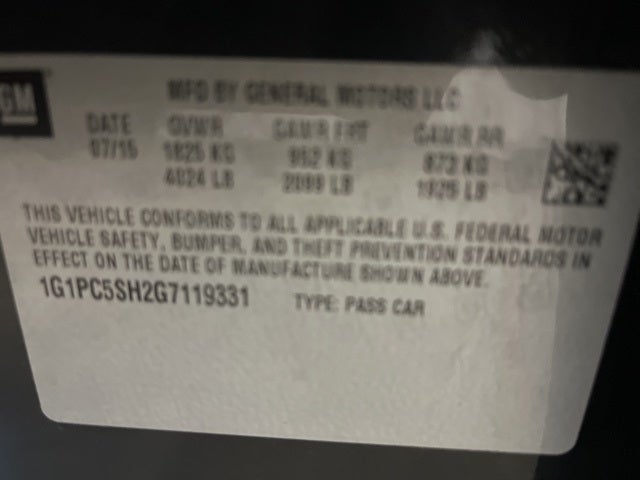 GM
MFD BY GENERAL MOTORS LLC
DATE GVWR GAWR FRT GAWR RR
07/15 1825 KG 952 KG 873 KG
4024 LB 2099 LB 1925 LB
THIS VEHICLE CONFORMS TO ALL APPLICABLE U.S. FEDERAL MOTOR
VEHICLE SAFETY, BUMPER, AND THEFT PREVENTION STANDARDS IN
EFFECT ON THE DATE OF MANUFACTURE SHOWN ABOVE.
1G1PC5SH2G7119331 TYPE: PASS CAR